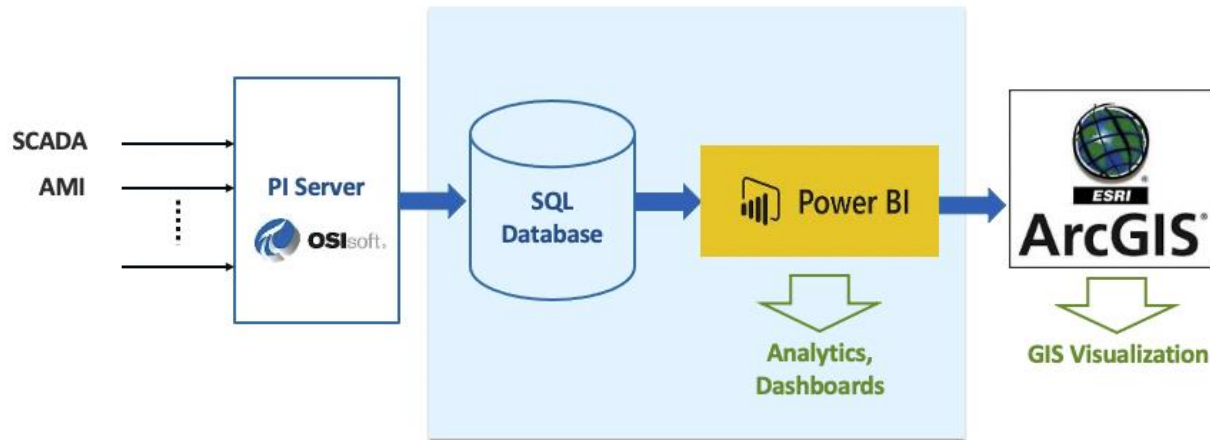 SCADA
AMI
PI Server
OSIsoft®
SQL
Database
Power BI
Analytics,
Dashboards
ESRI
ArcGIS®
GIS Visualization